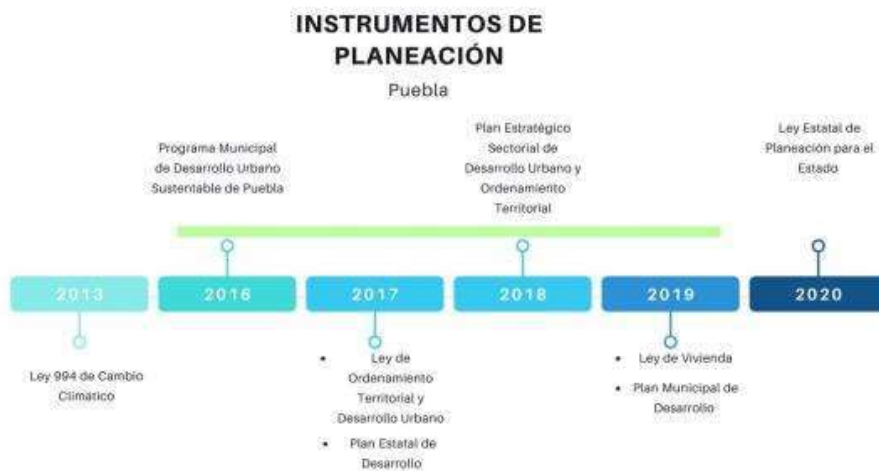 INSTRUMENTOS DE
PLANEACIÓN
Puebla
Programa Municipal
de Desarrollo Urbano
Sustentable de Puebla
Plan Estratégico
Sectorial de
Desarrollo Urbano y
Ordenamiento
Territorial
Ley Estatal de
Planeación para el
Estado
2013
2016
2017
2018
2019
2020
Ley 994 de Cambio
Climático
• Ley de
Ordenamiento
Territorial y
Desarrollo Urbano
• Plan Estatal de
Desarrollo
• Ley de Vivienda
• Plan Municipal de
Desarrollo